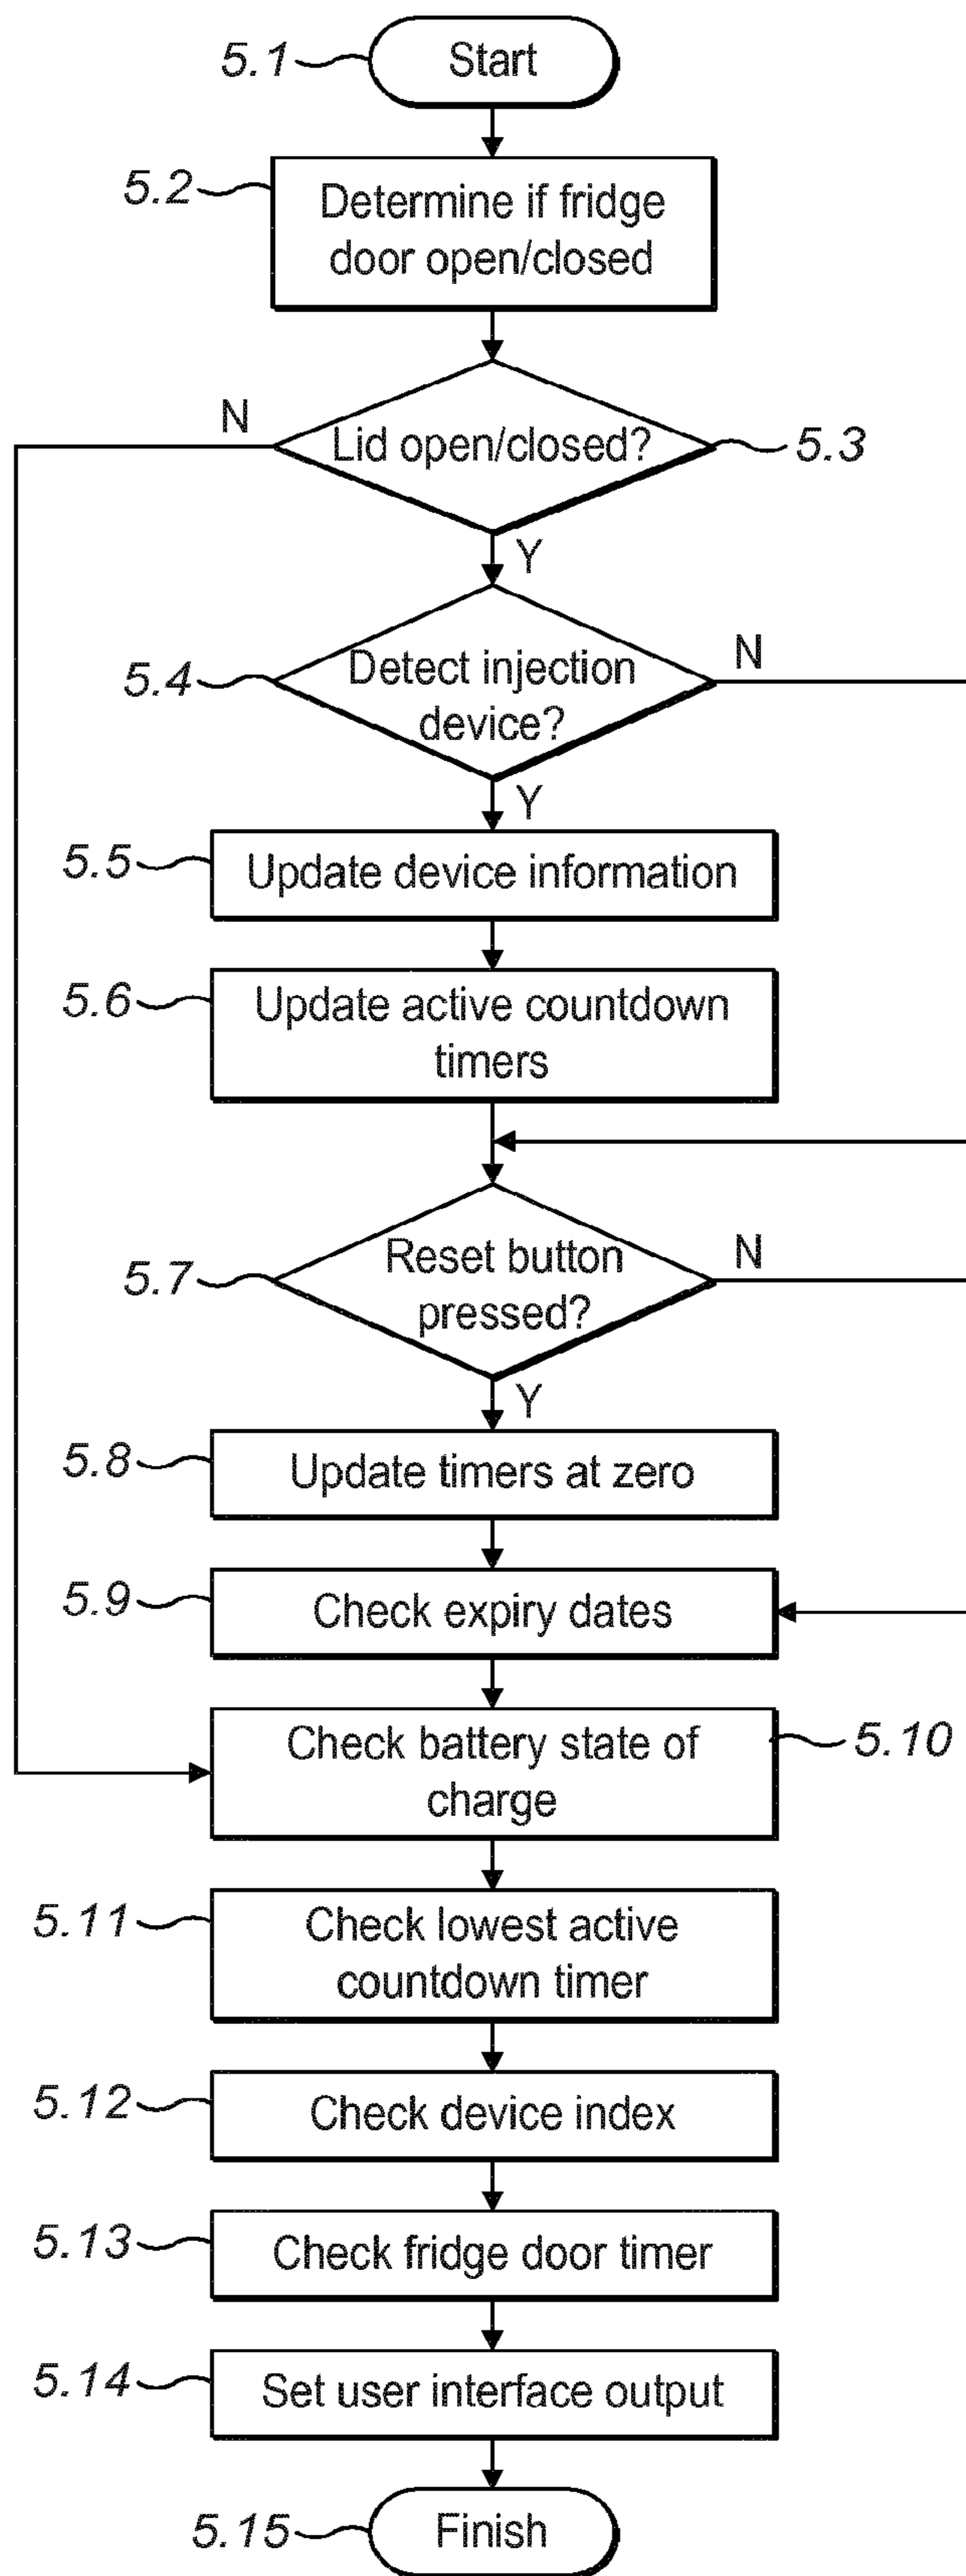 5.1
Start
5.2
Determine if fridge
door open/closed
N
Lid open/closed?
5.3
Y
5.4
Detect injection
device?
N
Y
5.5
Update device information
5.6
Update active countdown
timers
5.7
Reset button
pressed?
N
Y
5.8
Update timers at zero
5.9
Check expiry dates
Check battery state of
charge
5.10
5.11
Check lowest active
countdown timer
5.12
Check device index
5.13
Check fridge door timer
5.14
Set user interface output
5.15
Finish